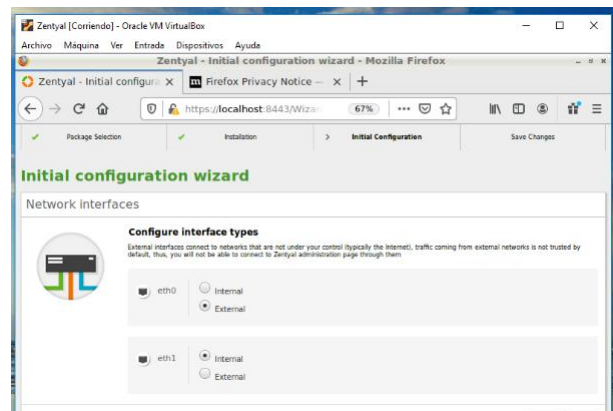 Zentyal [Corriendo] - Oracle VM VirtualBox
Archivo Máquina Ver Entrada Dispositivos Ayuda
Zentyal - Initial configuration wizard - Mozilla Firefox
Zentyal - Initial configura
Firefox Privacy Notice —
https://localhost:8443/Wizar
67%
Package Selection
Installation
Initial Configuration
Save Changes
Initial configuration wizard
Network interfaces
Configure interface types
External interfaces connect to networks that are not under your control (typically the Internet), traffic coming from external networks is not trusted by
default, thus, you will not be able to connect to Zentyal administration page through them
eth0
Internal
External
eth1
Internal
External